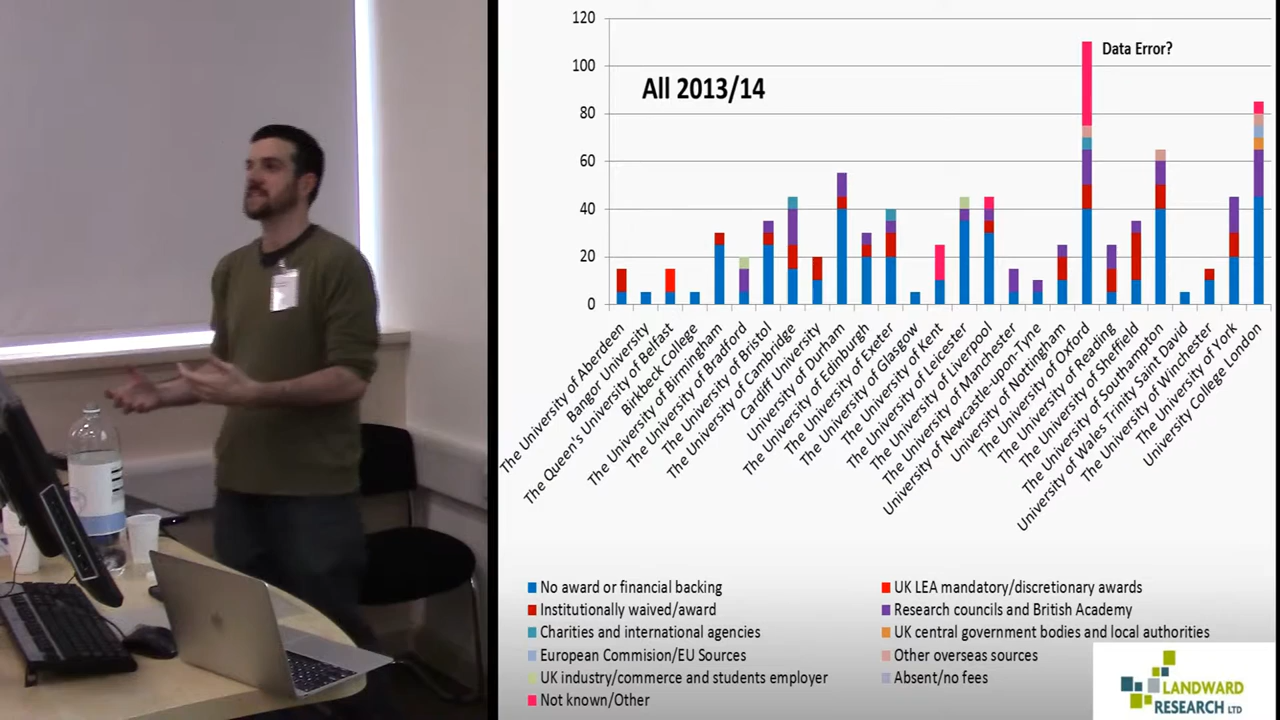 120
100
80
60
40
20
0
All 2013/14
Data Error?
The University of Aberdeen
Bangor University
The Queen's University of Belfast
Birkbeck College
The University of Birmingham
The University of Bradford
The University of Bristol
The University of Cambridge
Cardiff University
University of Durham
The University of Edinburgh
The University of Exeter
The University of Glasgow
The University of Kent
The University of Leicester
The University of Liverpool
The University of Manchester
University of Newcastle-upon-Tyne
University of Nottingham
The University of Oxford
The University of Reading
The University of Sheffield
The University of Southampton
University of Wales Trinity Saint David
The University of Winchester
The University of York
University College London
No award or financial backing
UK LEA mandatory/discretionary awards
Institutionally waived/award
Research councils and British Academy
Charities and international agencies
UK central government bodies and local authorities
European Commision/EU Sources
Other overseas sources
UK industry/commerce and students employer
Absent/no fees
Not known/Other
LANDWARD
RESEARCH LTD